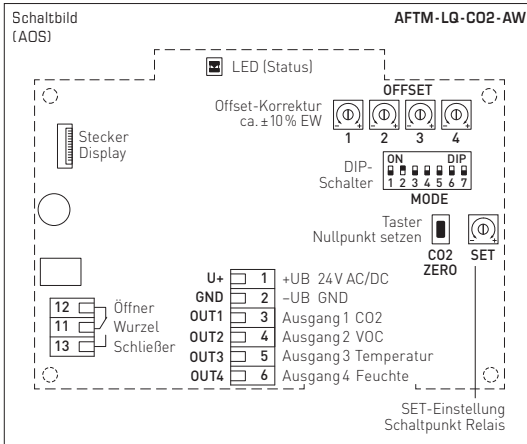 Schaltbild
(AOS)
AFTM-LQ-CO2-AW
LED (Status)
OFFSET
Offset-Korrektur
ca. ±10 % EW
1 2 3 4
Stecker
Display
ON DIP
1 2 3 4 5 6 7
DIP-
Schalter
MODE
Taster
Nullpunkt setzen
CO2
ZERO
SET
U+ 1 +UB 24V AC/DC
GND 2 –UB GND
OUT1 3 Ausgang 1 CO2
OUT2 4 Ausgang 2 VOC
OUT3 5 Ausgang 3 Temperatur
OUT4 6 Ausgang 4 Feuchte
12 Öffner
11 Wurzel
13 Schließer
SET-Einstellung
Schaltpunkt Relais